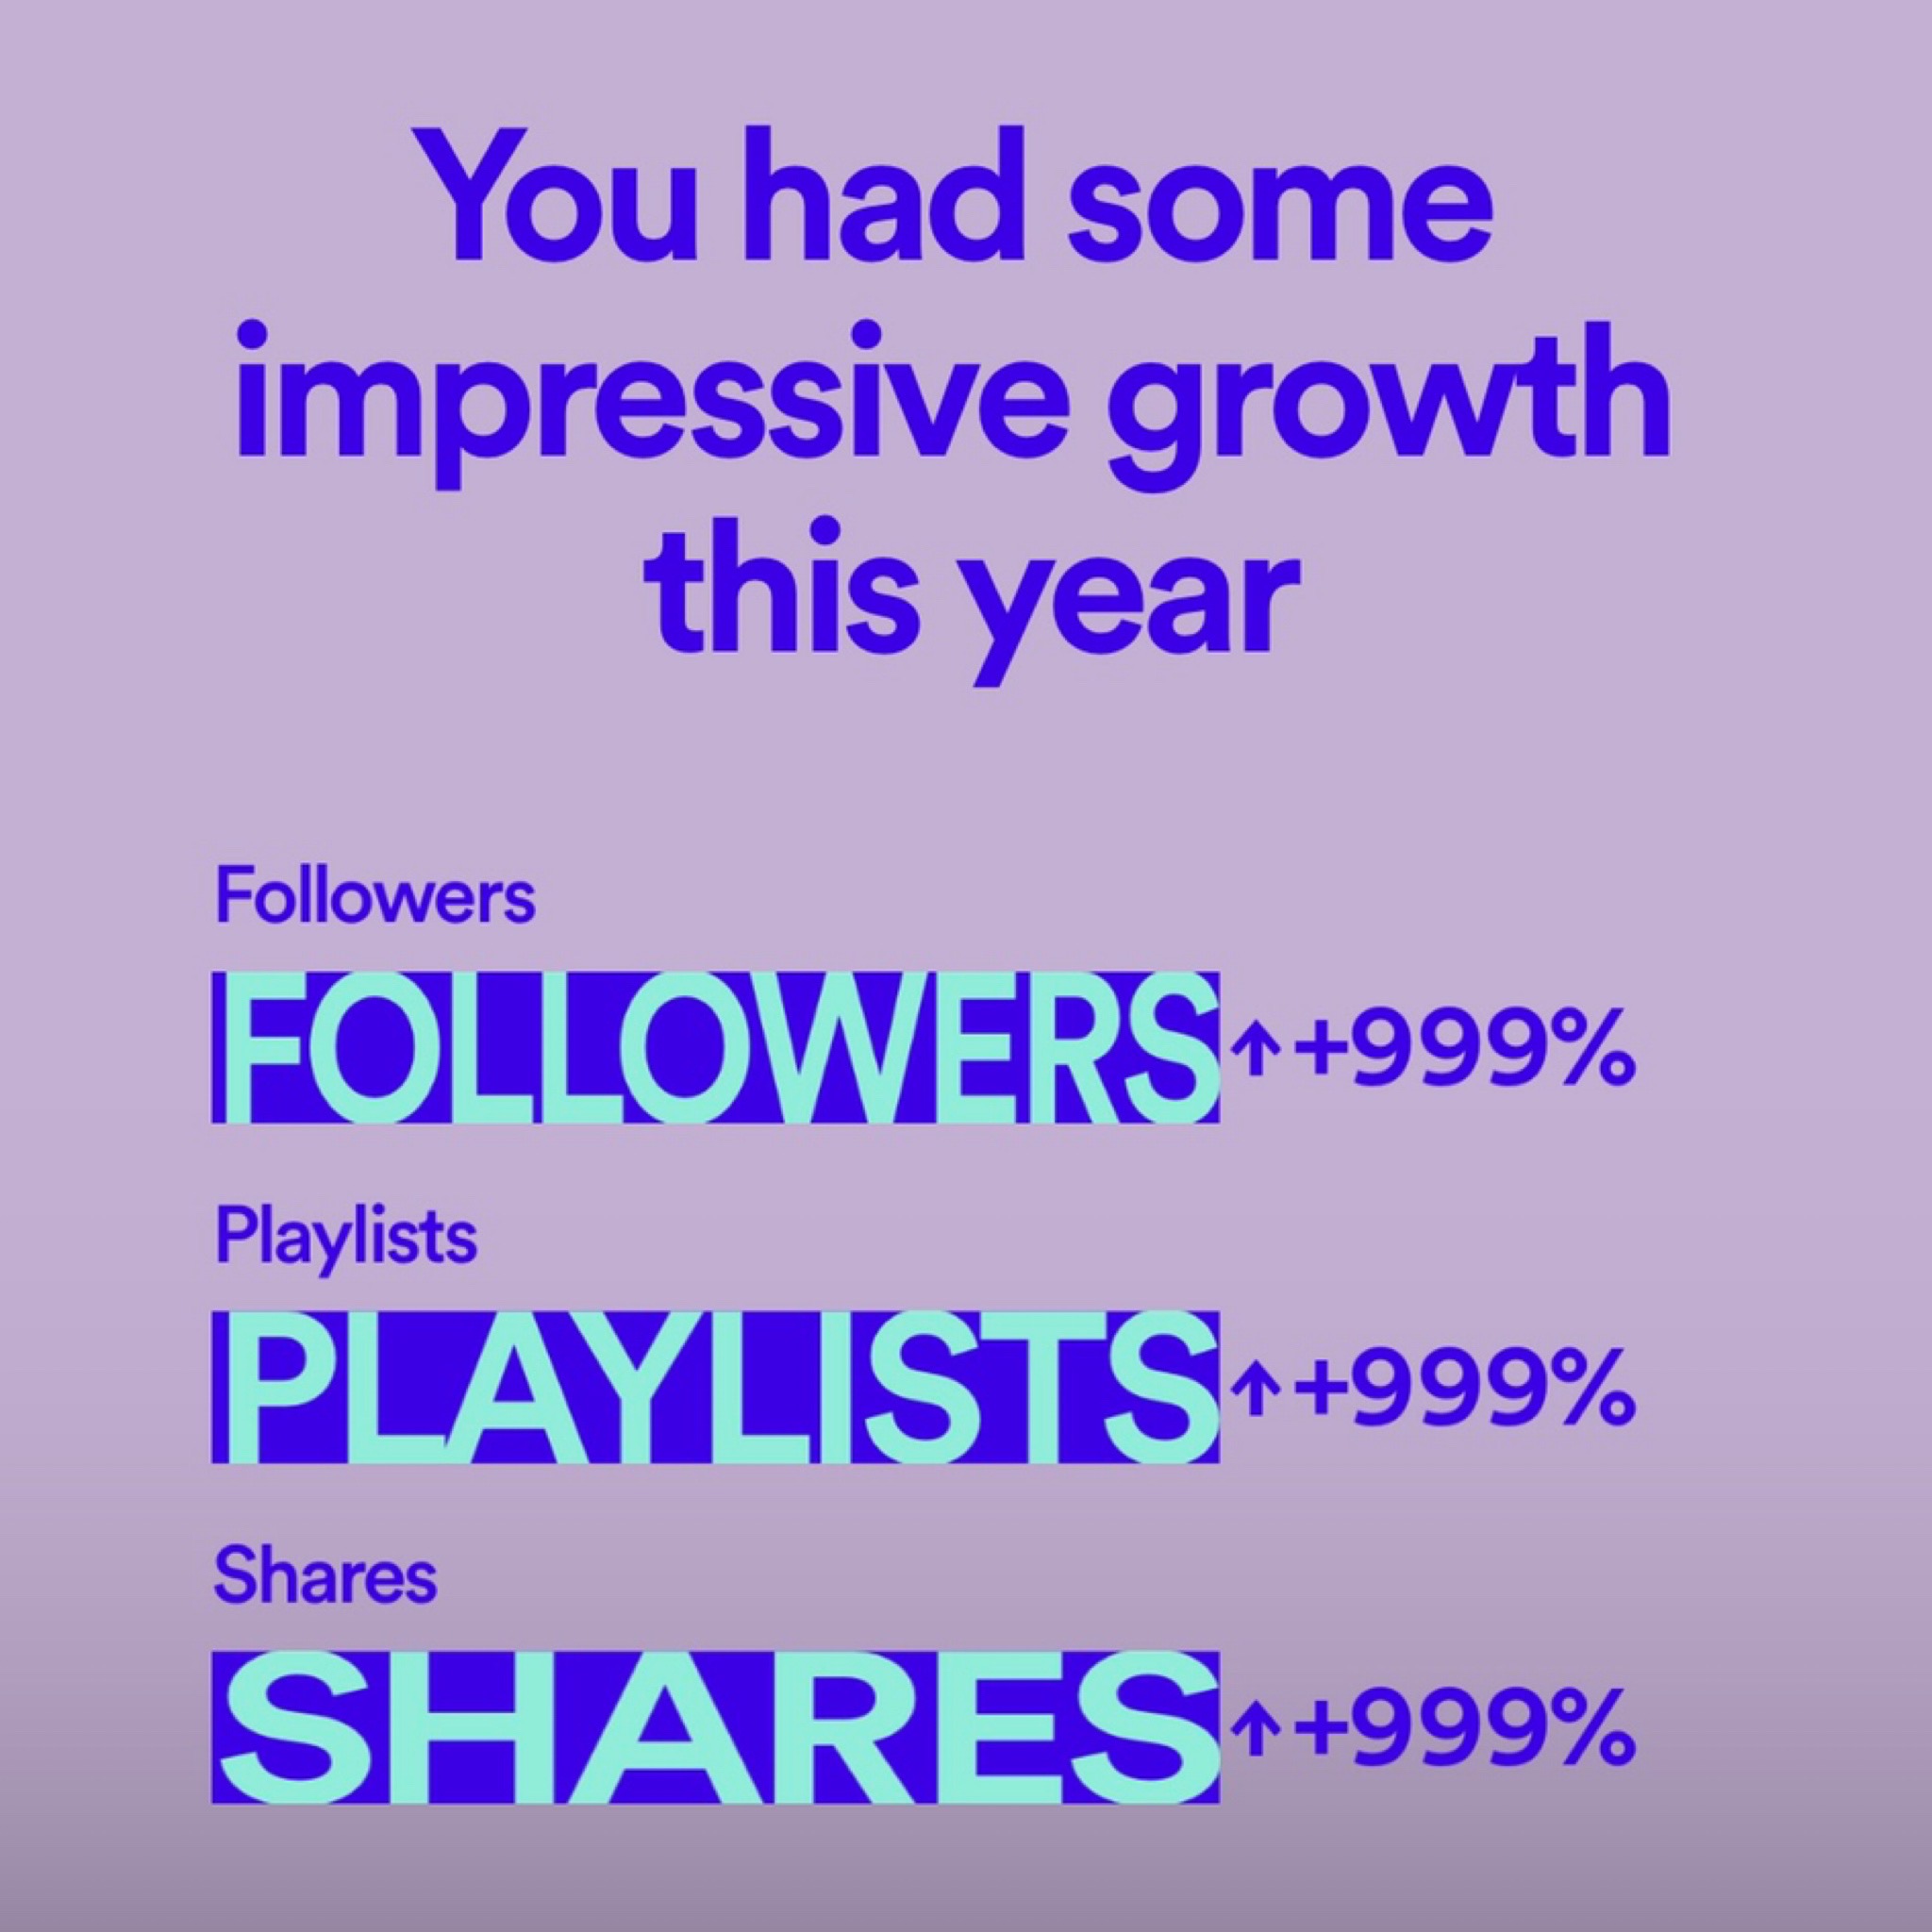 You had some
impressive growth
this year
Followers
FOLLOWERS ↑ +999%
Playlists
PLAYLISTS ↑ +999%
Shares
SHARES ↑ +999%